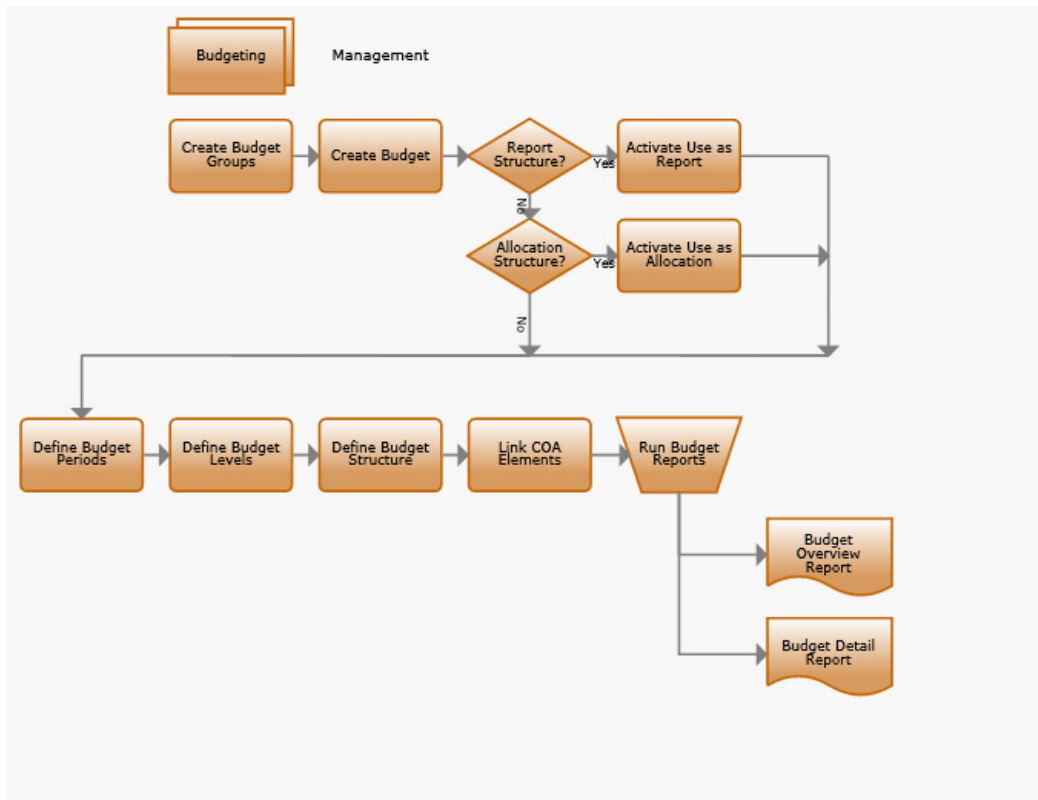 Budgeting
Management
Create Budget
Groups
Create Budget
Report
Structure?
Yes
Activate Use as
Report
No
Allocation
Structure?
Yes
Activate Use as
Allocation
No
Define Budget
Periods
Define Budget
Levels
Define Budget
Structure
Link COA
Elements
Run Budget
Reports
Budget
Overview
Report
Budget Detail
Report